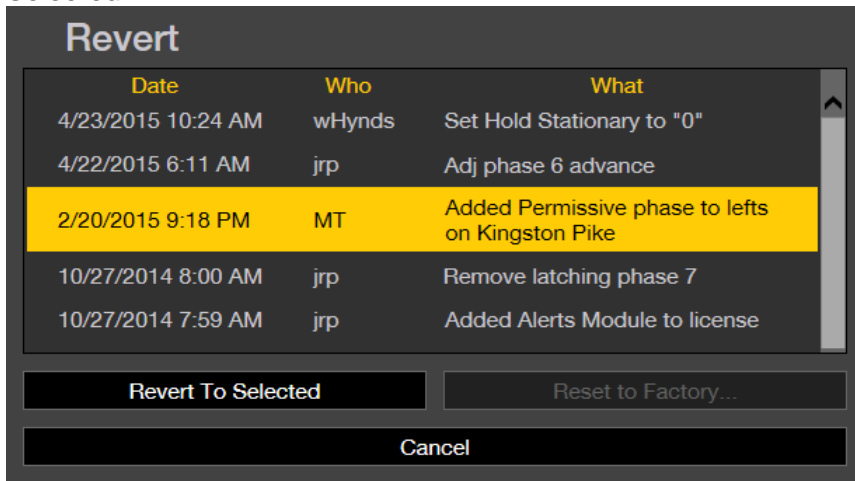 Revert
Date Who What
4/23/2015 10:24 AM wHynds Set Hold Stationary to "0"
4/22/2015 6:11 AM jrp Adj phase 6 advance
2/20/2015 9:18 PM MT Added Permissive phase to lefts
on Kingston Pike
10/27/2014 8:00 AM jrp Remove latching phase 7
10/27/2014 7:59 AM jrp Added Alerts Module to license
Revert To Selected Reset to Factory...
Cancel